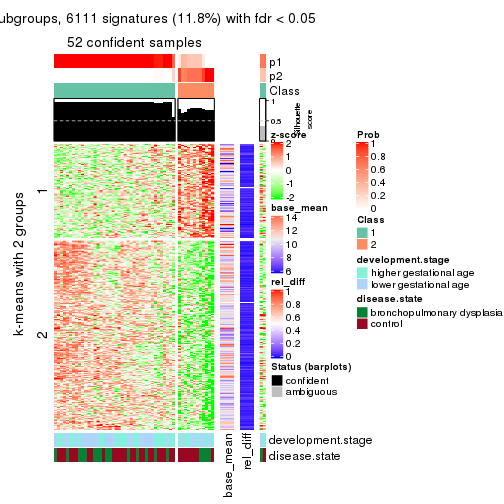 ubgroups, 6111 signatures (11.8%) with fdr < 0.05
52 confident samples
p1
p2
Class
1
0.5
0
Silhouette
score
k-means with 2 groups
1
2
z-score
2
1
0
-1
-2
base_mean
14
12
10
8
6
rel_diff
1
0.8
0.6
0.4
0.2
0
Status (barplots)
confident
ambiguous
Prob
1
0.8
0.6
0.4
0.2
0
Class
1
2
development.stage
higher gestational age
lower gestational age
disease.state
bronchopulmonary dysplasia
control
development.stage
disease.state
base_mean
rel_diff